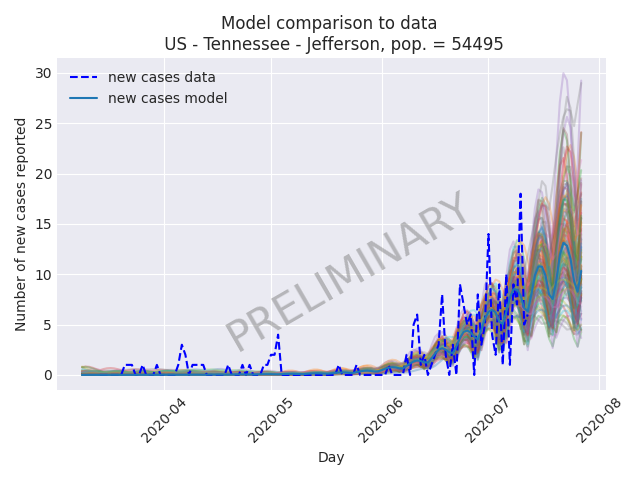 Model comparison to data
US - Tennessee - Jefferson, pop. = 54495
new cases data
new cases model
PRELIMINARY
Number of new cases reported
30
25
20
15
10
5
0
2020-04
2020-05
2020-06
2020-07
2020-08
Day